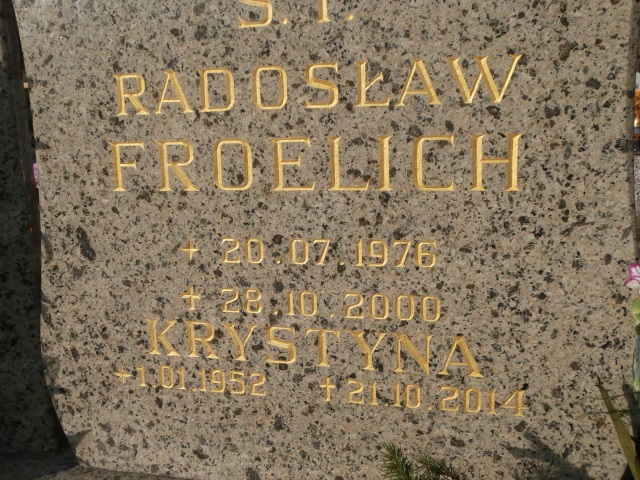 Ś. P.
RADOSŁAW
FROELICH
+ 20.07.1976
+ 28.10.2000
KRYSTYNA
+ 1.01.1952 + 21.10.2014